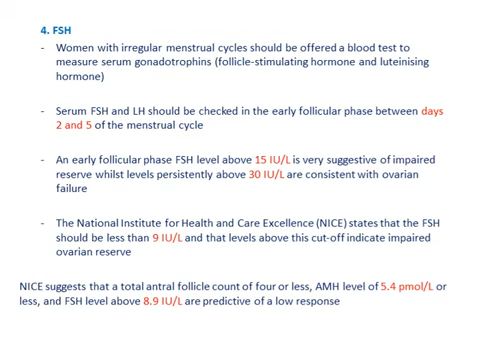 4. FSH
- Women with irregular menstrual cycles should be offered a blood test to
measure serum gonadotrophins (follicle-stimulating hormone and luteinising
hormone)
- Serum FSH and LH should be checked in the early follicular phase between days
2 and 5 of the menstrual cycle
- An early follicular phase FSH level above 15 IU/L is very suggestive of impaired
reserve whilst levels persistently above 30 IU/L are consistent with ovarian
failure
- The National Institute for Health and Care Excellence (NICE) states that the FSH
should be less than 9 IU/L and that levels above this cut-off indicate impaired
ovarian reserve
NICE suggests that a total antral follicle count of four or less, AMH level of 5.4 pmol/L or
less, and FSH level above 8.9 IU/L are predictive of a low response